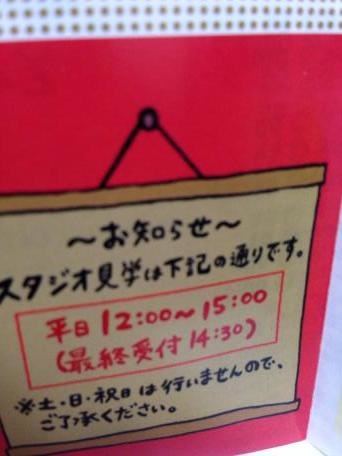 ～お知らせ～
スタジオ見学は下記の通りです。
平日 12:00～15:00
(最終受付 14:30)
※土・日・祝日は行いませんので、
ご了承ください。